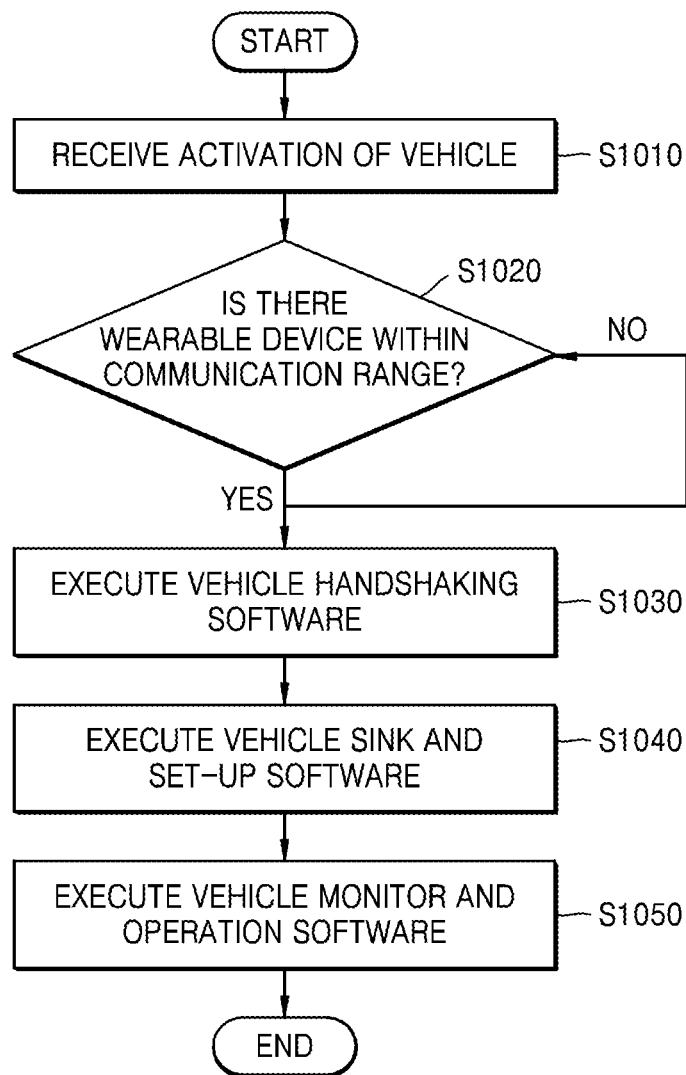 START
RECEIVE ACTIVATION OF VEHICLE
S1010
S1020
IS THERE
WEARABLE DEVICE WITHIN
COMMUNICATION RANGE?
NO
YES
EXECUTE VEHICLE HANDSHAKING
SOFTWARE
S1030
EXECUTE VEHICLE SINK AND
SET-UP SOFTWARE
S1040
EXECUTE VEHICLE MONITOR AND
OPERATION SOFTWARE
S1050
END